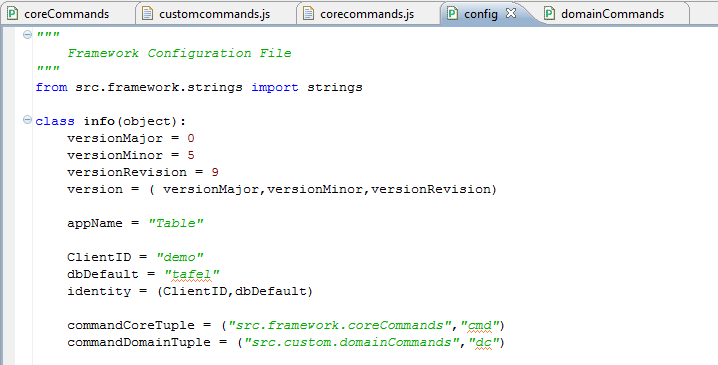 coreCommands customcommands.js corecommands.js config domainCommands
"""
Framework Configuration File
"""
from src.framework.strings import strings
class info(object):
versionMajor = 0
versionMinor = 5
versionRevision = 9
version = ( versionMajor,versionMinor,versionRevision)
appName = "Table"
ClientID = "demo"
dbDefault = "tafel"
identity = (ClientID,dbDefault)
commandCoreTuple = ("src.framework.coreCommands","cmd")
commandDomainTuple = ("src.custom.domainCommands","dc")